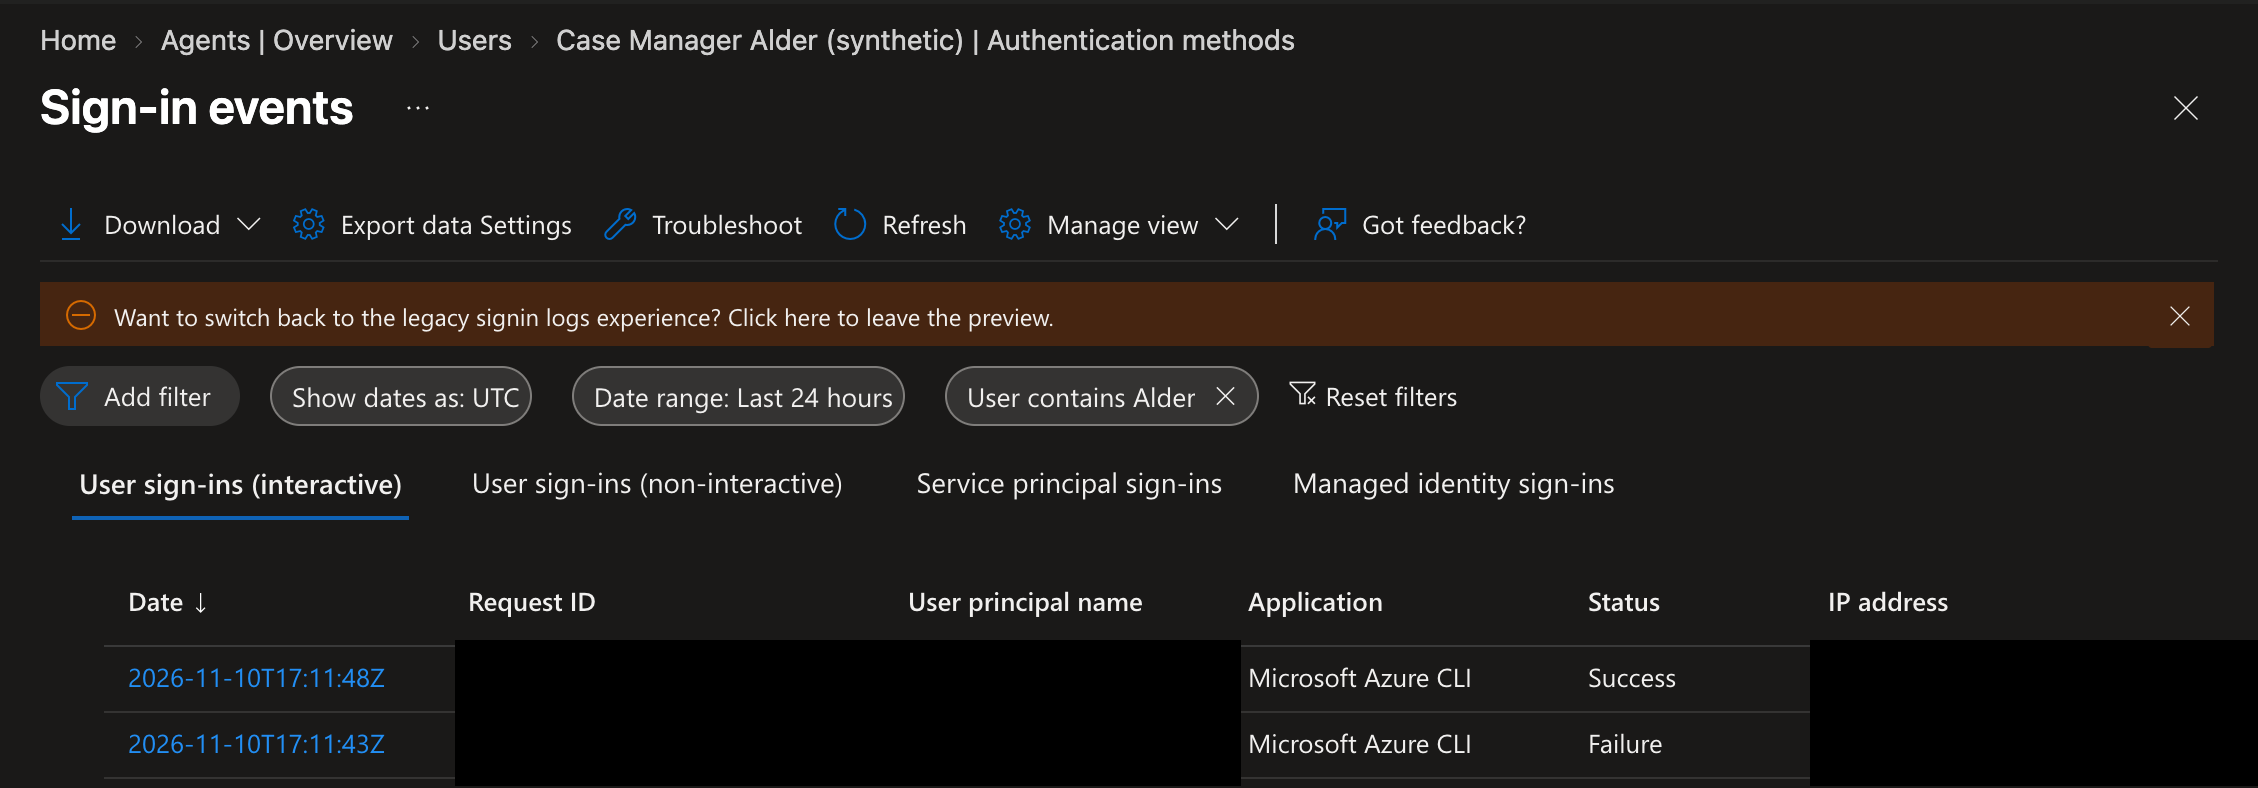 Home > Agents | Overview > Users > Case Manager Alder (synthetic) | Authentication methods
Sign-in events ...
Download Export data Settings Troubleshoot Refresh Manage view Got feedback?
Want to switch back to the legacy signin logs experience? Click here to leave the preview.
Add filter Show dates as: UTC Date range: Last 24 hours User contains Alder Reset filters
User sign-ins (interactive) User sign-ins (non-interactive) Service principal sign-ins Managed identity sign-ins
Date ↓ Request ID User principal name Application Status IP address
2026-11-10T17:11:48Z Microsoft Azure CLI Success
2026-11-10T17:11:43Z Microsoft Azure CLI Failure